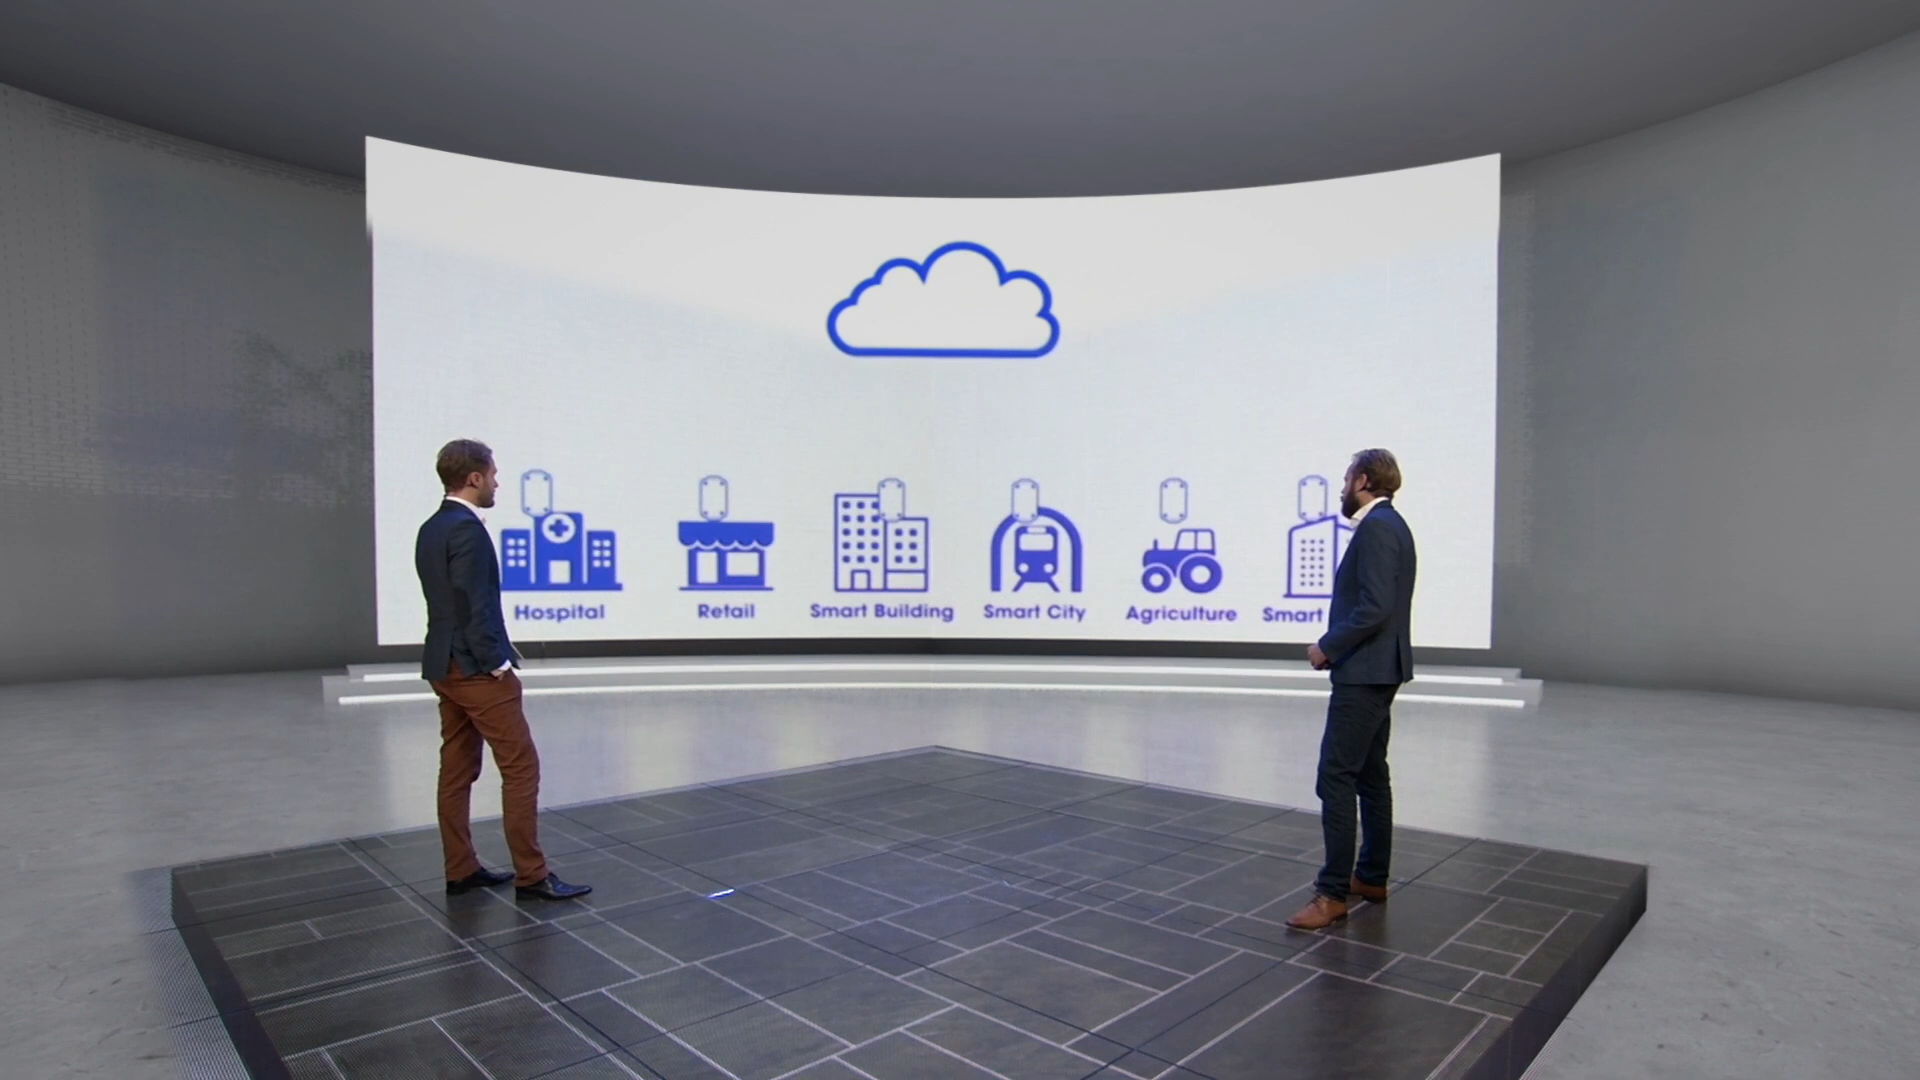 Hospital
Retail
Smart Building
Smart City
Agriculture
Smart